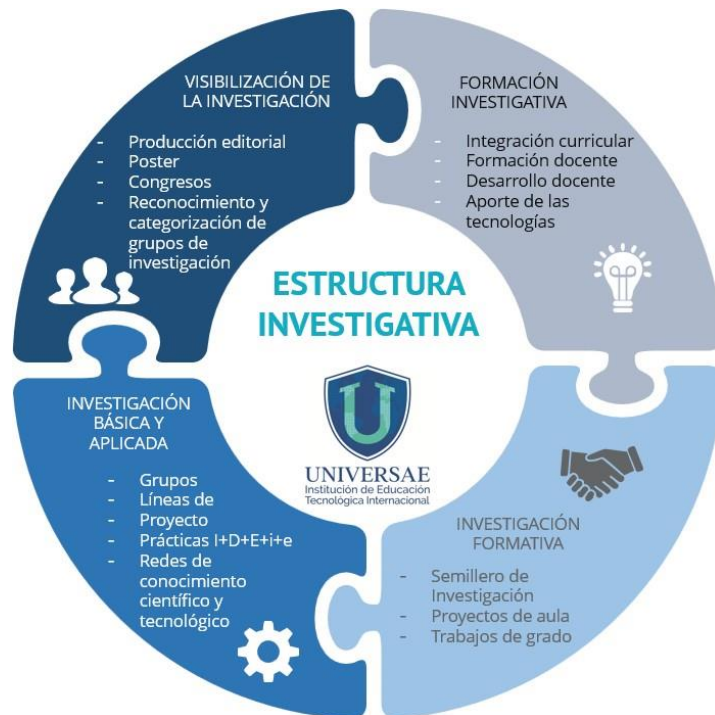 VISIBILIZACIÓN DE
LA INVESTIGACIÓN
- Producción editorial
- Poster
- Congresos
- Reconocimiento y
categorización de
grupos de
investigación
FORMACIÓN
INVESTIGATIVA
- Integración curricular
- Formación docente
- Desarrollo docente
- Aporte de las
tecnologías
ESTRUCTURA
INVESTIGATIVA
U
UNIVERSAE
Institución de Educación
Tecnológica Internacional
INVESTIGACIÓN
BÁSICA Y
APLICADA
- Grupos
- Líneas de
- Proyecto
- Prácticas I+D+E+i+e
- Redes de
conocimiento
científico y
tecnológico
INVESTIGACIÓN
FORMATIVA
- Semillero de
Investigación
- Proyectos de aula
- Trabajos de grado